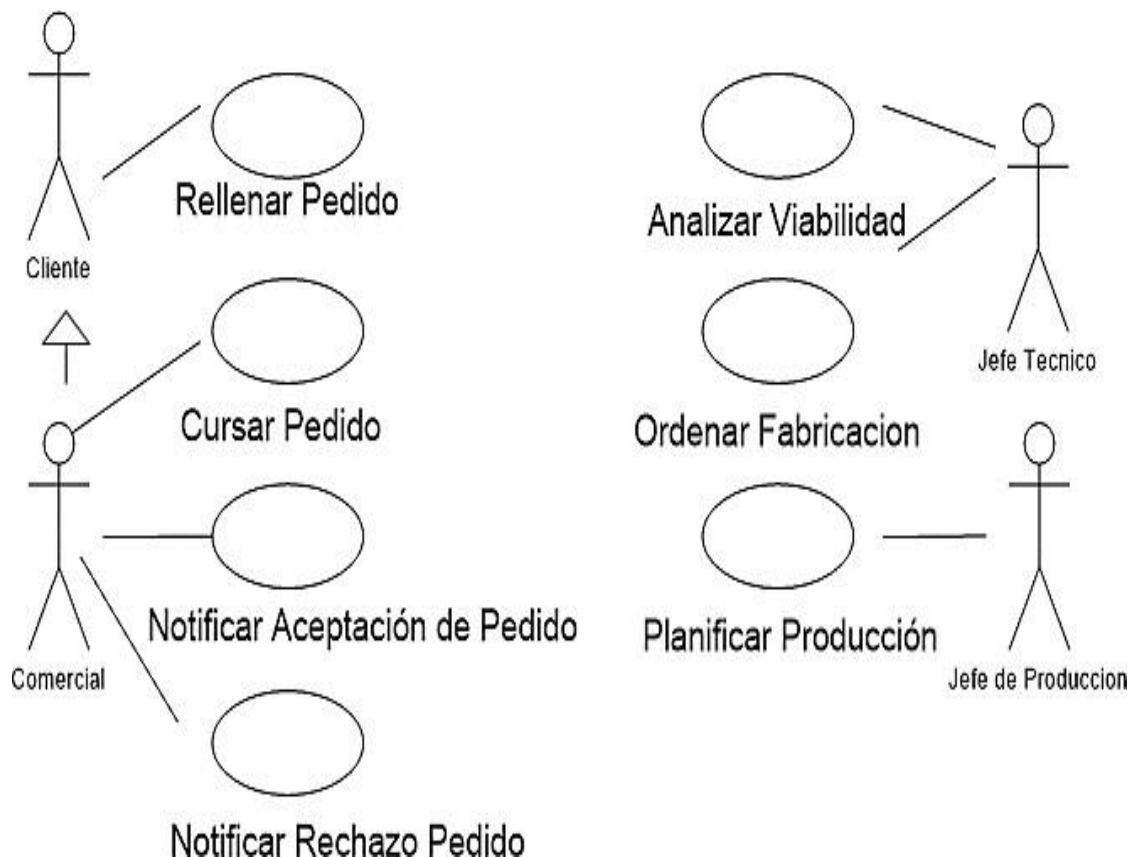 Rellenar Pedido
Analizar Viabilidad
Cliente
Jefe Tecnico
Cursar Pedido
Ordenar Fabricacion
Notificar Aceptación de Pedido
Planificar Producción
Comercial
Jefe de Produccion
Notificar Rechazo Pedido